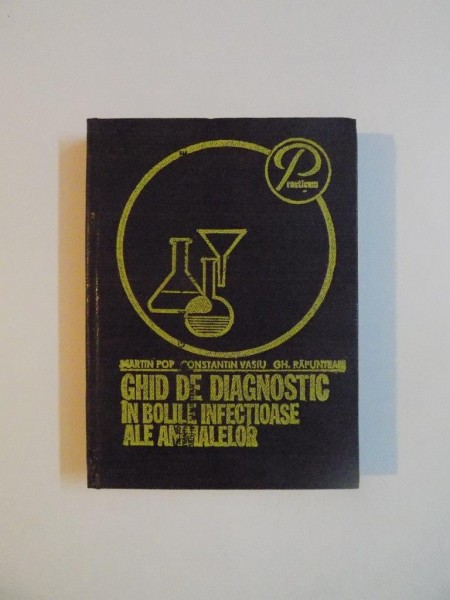 Practicum
MARTIN POP CONSTANTIN VASIU GH. RĂPUNTEAN
GHID DE DIAGNOSTIC
ÎN BOLILE INFECȚIOASE
ALE ANIMALELOR